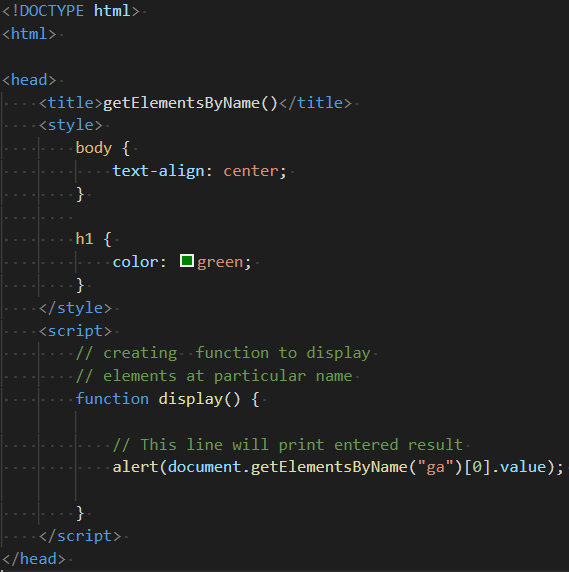 <!DOCTYPE html>
<html>
<head>
<title>getElementsByName()</title>
<style>
body {
text-align: center;
}
h1 {
color: green;
}
</style>
<script>
// creating  function to display
// elements at particular name
function display() {
// This line will print entered result
alert(document.getElementsByName("ga")[0].value);
}
</script>
</head>